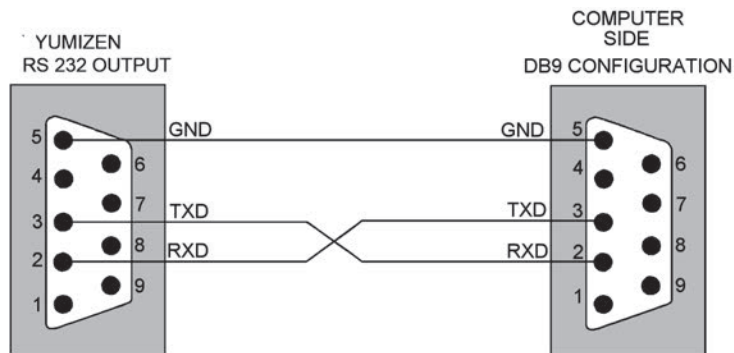 YUMIZEN
RS 232 OUTPUT
COMPUTER
SIDE
DB9 CONFIGURATION
5
4
3
2
1
6
7
8
9
GND
TXD
RXD
GND
TXD
RXD
5
4
3
2
1
6
7
8
9